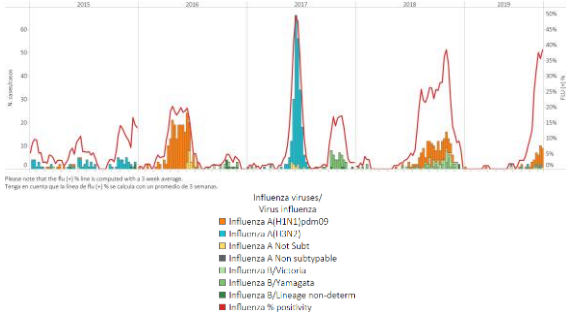 2015 2016 2017 2018 2019
60
50
40
30
20
10
0
N. cases/casos
50%
45%
40%
35%
30%
25%
20%
15%
10%
5%
0%
FLU (+) %
Please note that the flu (+) % line is computed with a 3 week average.
Tenga en cuenta que la línea de flu (+) % se calcula con un promedio de 3 semanas.
Influenza viruses/
Virus influenza
Influenza A(H1N1)pdm09
Influenza A(H3N2)
Influenza A Not Subt
Influenza A Non subtypable
Influenza B/Victoria
Influenza B/Yamagata
Influenza B/Lineage non-determ
Influenza % positivity